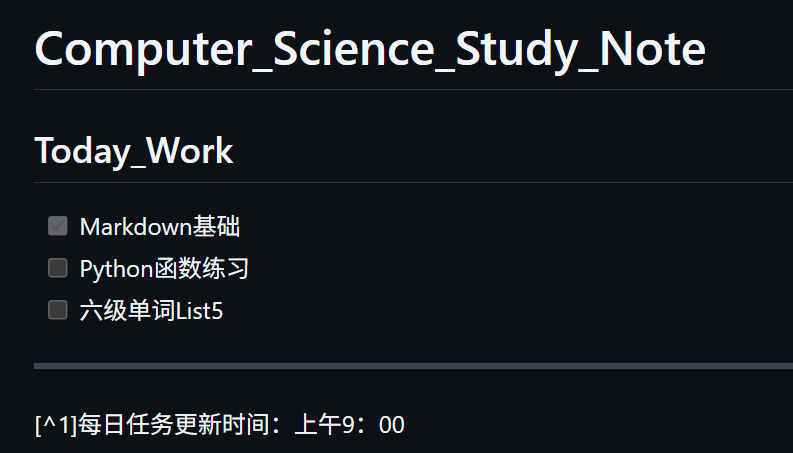 Computer_Science_Study_Note
Today_Work
Markdown基础
Python函数练习
六级单词List5
[^1]每日任务更新时间：上午9：00